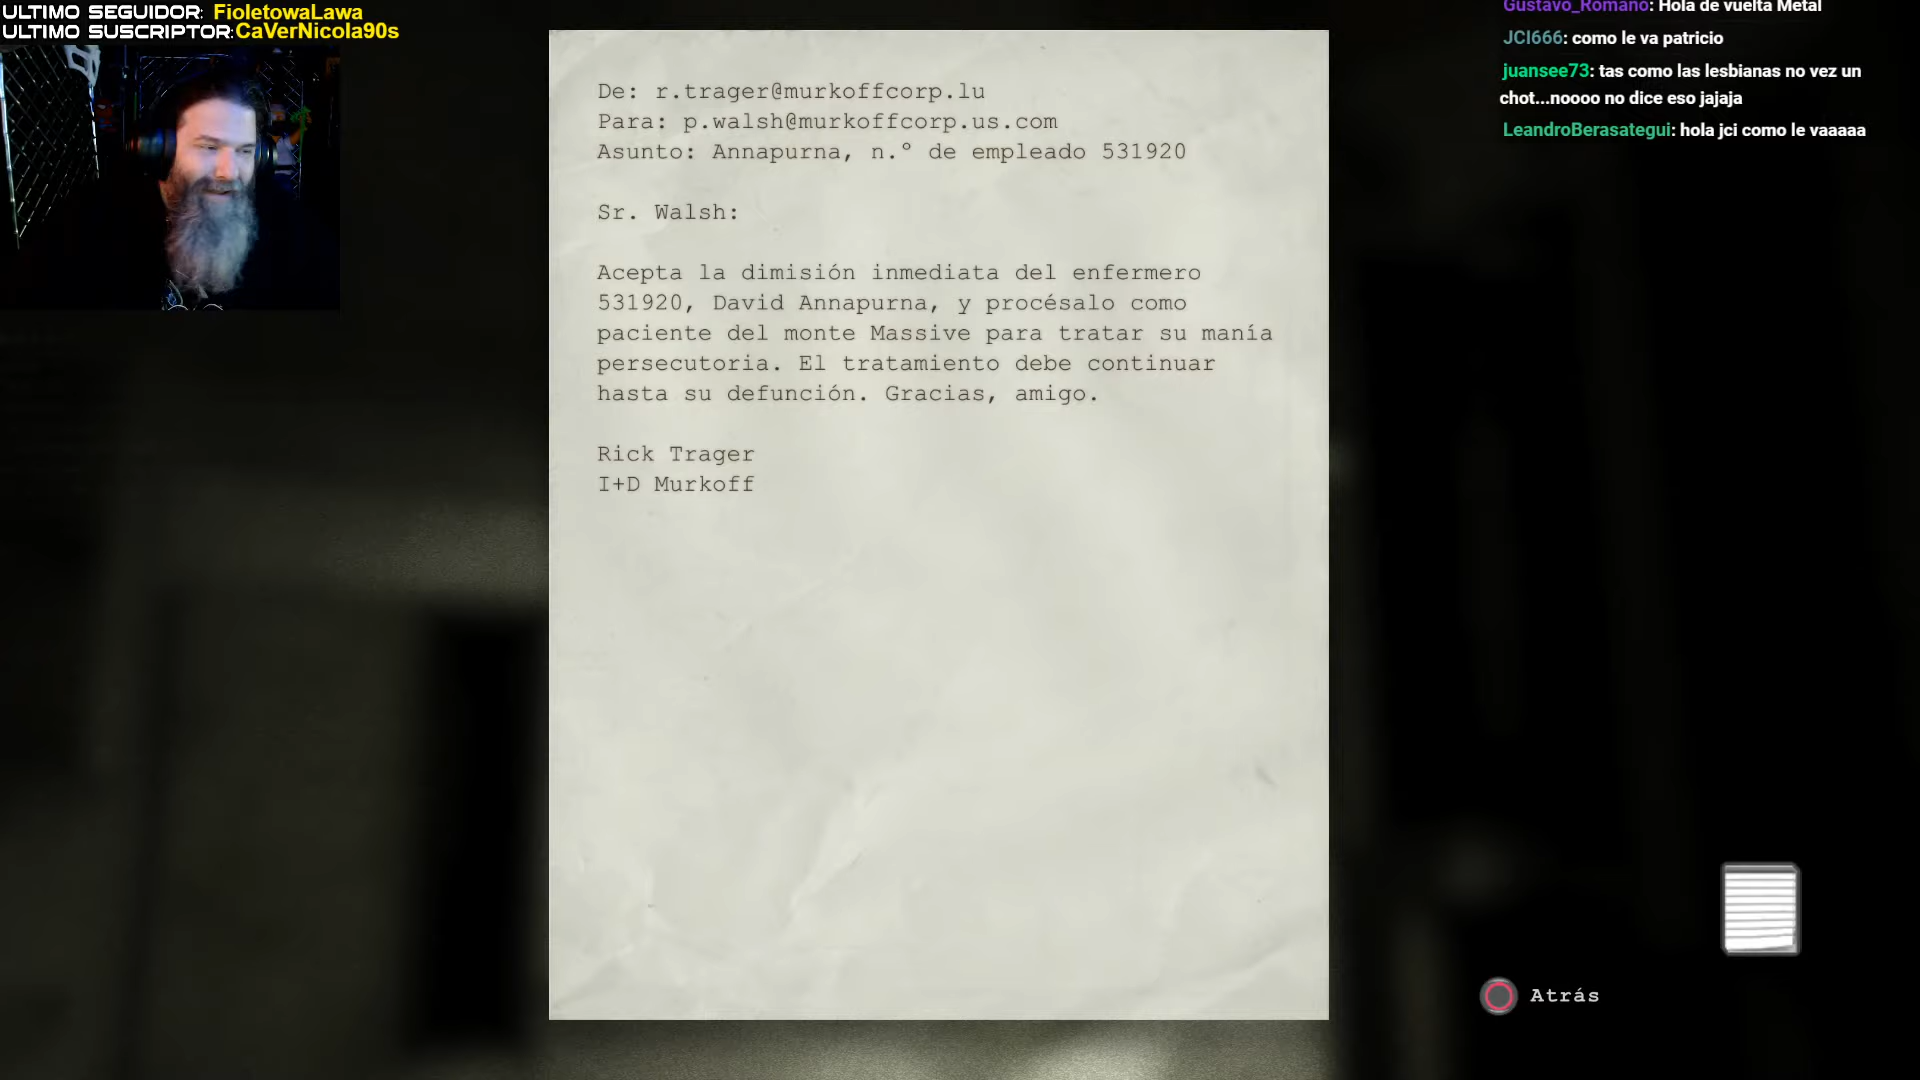 ULTIMO SEGUIDOR: FioletowaLawa
ULTIMO SUSCRIPTOR:CaVerNicola90s
De: r.trager@murkoffcorp.lu
Para: p.walsh@murkoffcorp.us.com
Asunto: Annapurna, n.º de empleado 531920
Sr. Walsh:
Acepta la dimisión inmediata del enfermero
531920, David Annapurna, y procésalo como
paciente del monte Massive para tratar su manía
persecutoria. El tratamiento debe continuar
hasta su defunción. Gracias, amigo.
Rick Trager
I+D Murkoff
Gustavo_Romano: Hola de vuelta Metal
JCI666: como le va patricio
juansee73: tas como las lesbianas no vez un
chot...noooo no dice eso jajaja
LeandroBerasategui: hola jci como le vaaaaa
Atrás